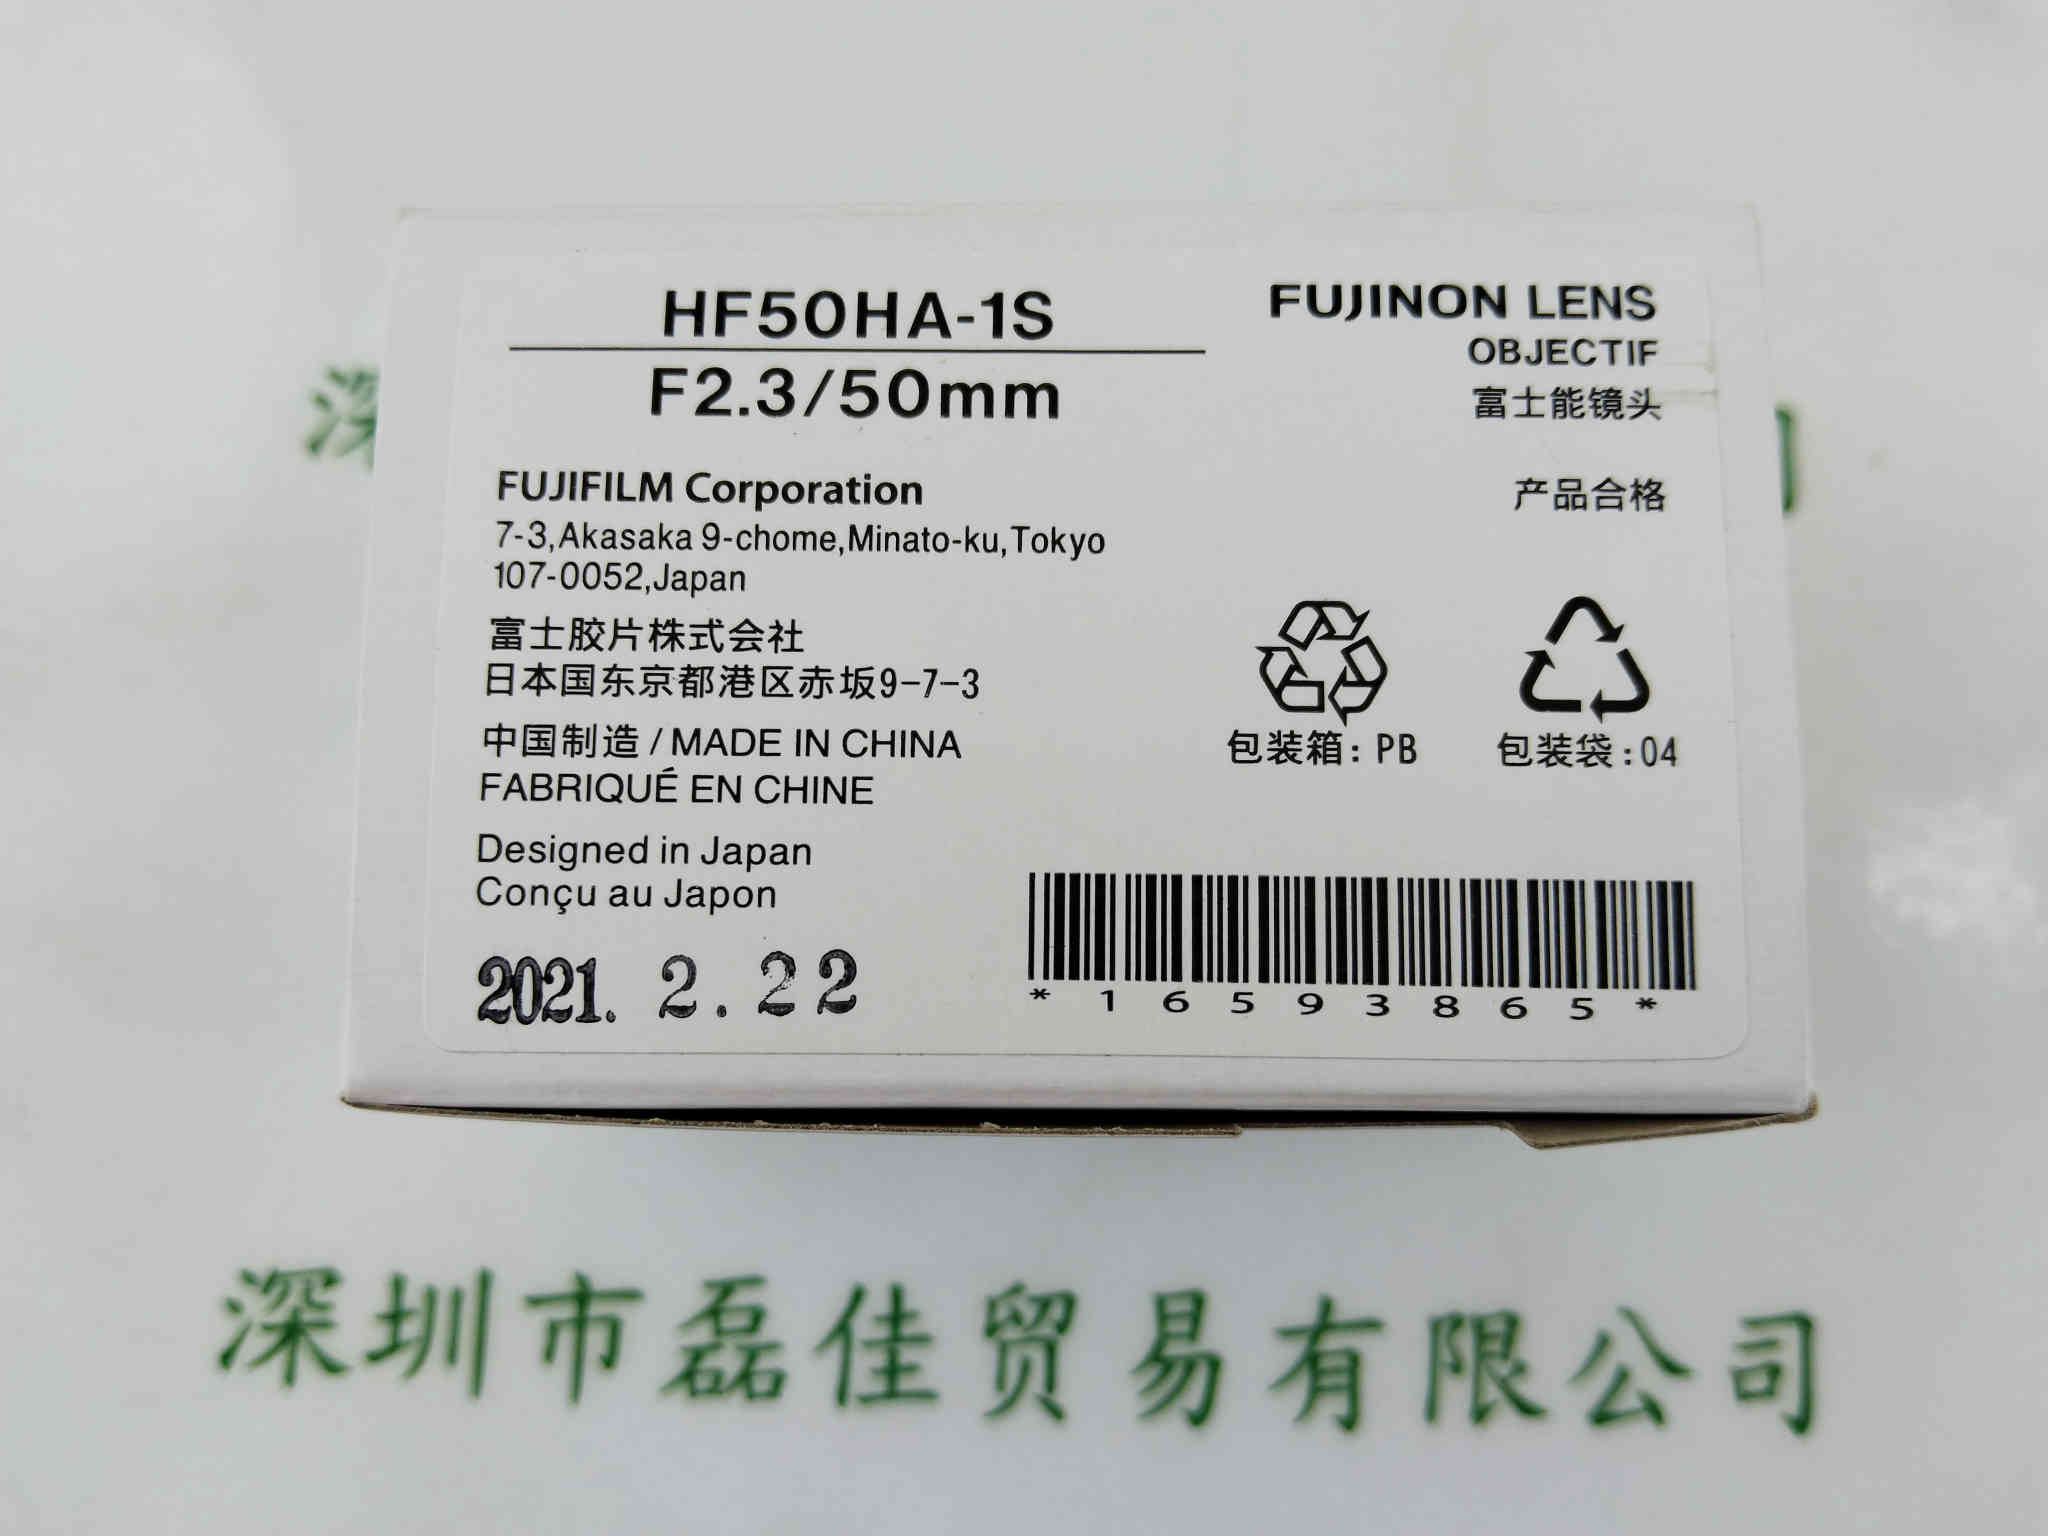 HF50HA-1S
F2.3/50mm
FUJINON LENS
OBJECTIF
富士能镜头
产品合格
FUJIFILM Corporation
7-3,Akasaka 9-chome,Minato-ku,Tokyo
107-0052,Japan
富士胶片株式会社
日本国东京都港区赤坂9-7-3
中国制造 / MADE IN CHINA
FABRIQUÉ EN CHINE
Designed in Japan
Conçu au Japon
2021. 2. 22
包装箱: PB
包装袋:04
*16593865*
深圳市磊佳贸易有限公司